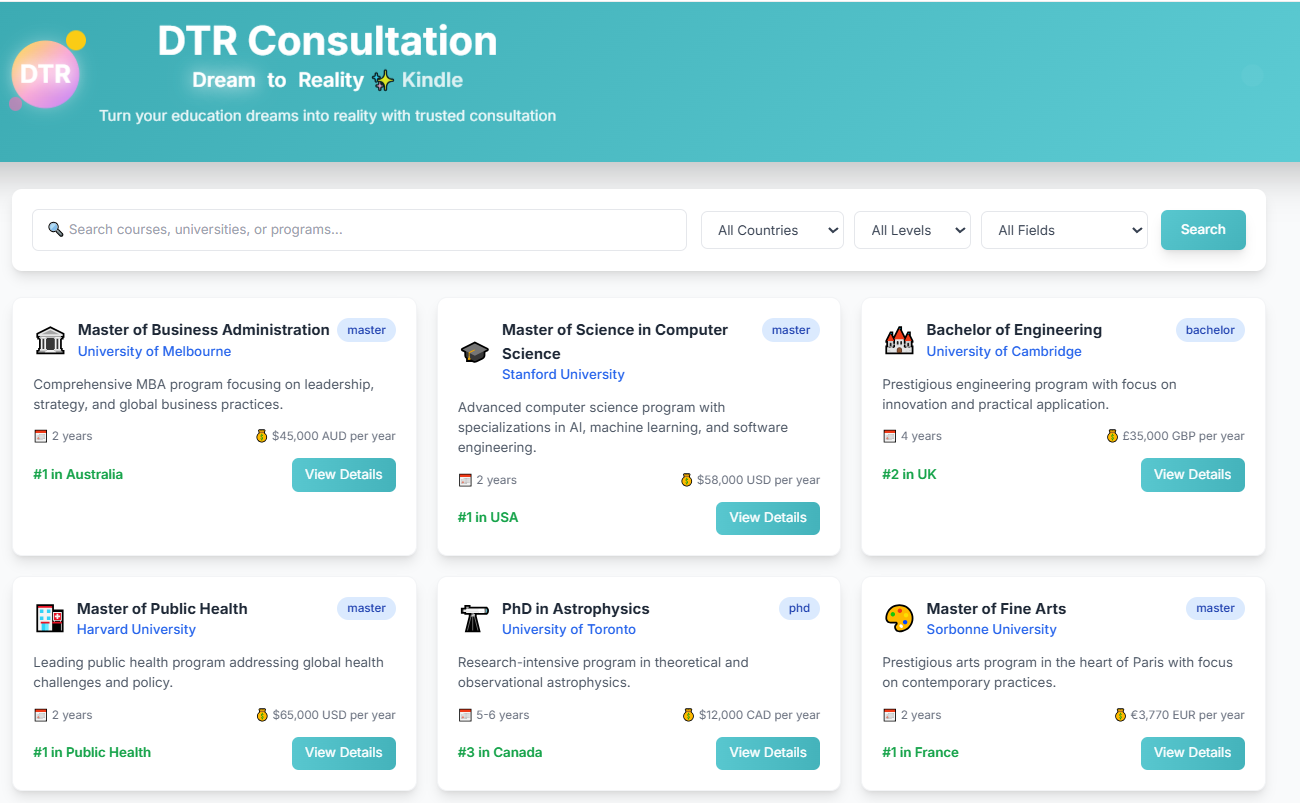 DTR
DTR Consultation
Dream to Reality ✨ Kindle
Turn your education dreams into reality with trusted consultation
🔍 Search courses, universities, or programs...
All Countries
All Levels
All Fields
Search
Master of Business Administration
master
University of Melbourne
Comprehensive MBA program focusing on leadership,
strategy, and global business practices.
2 years
$45,000 AUD per year
#1 in Australia
View Details
Master of Science in Computer
Science
master
Stanford University
Advanced computer science program with
specializations in AI, machine learning, and software
engineering.
2 years
$58,000 USD per year
#1 in USA
View Details
Bachelor of Engineering
bachelor
University of Cambridge
Prestigious engineering program with focus on
innovation and practical application.
4 years
£35,000 GBP per year
#2 in UK
View Details
Master of Public Health
master
Harvard University
Leading public health program addressing global health
challenges and policy.
2 years
$65,000 USD per year
#1 in Public Health
View Details
PhD in Astrophysics
phd
University of Toronto
Research-intensive program in theoretical and
observational astrophysics.
5-6 years
$12,000 CAD per year
#3 in Canada
View Details
Master of Fine Arts
master
Sorbonne University
Prestigious arts program in the heart of Paris with focus
on contemporary practices.
2 years
€3,770 EUR per year
#1 in France
View Details